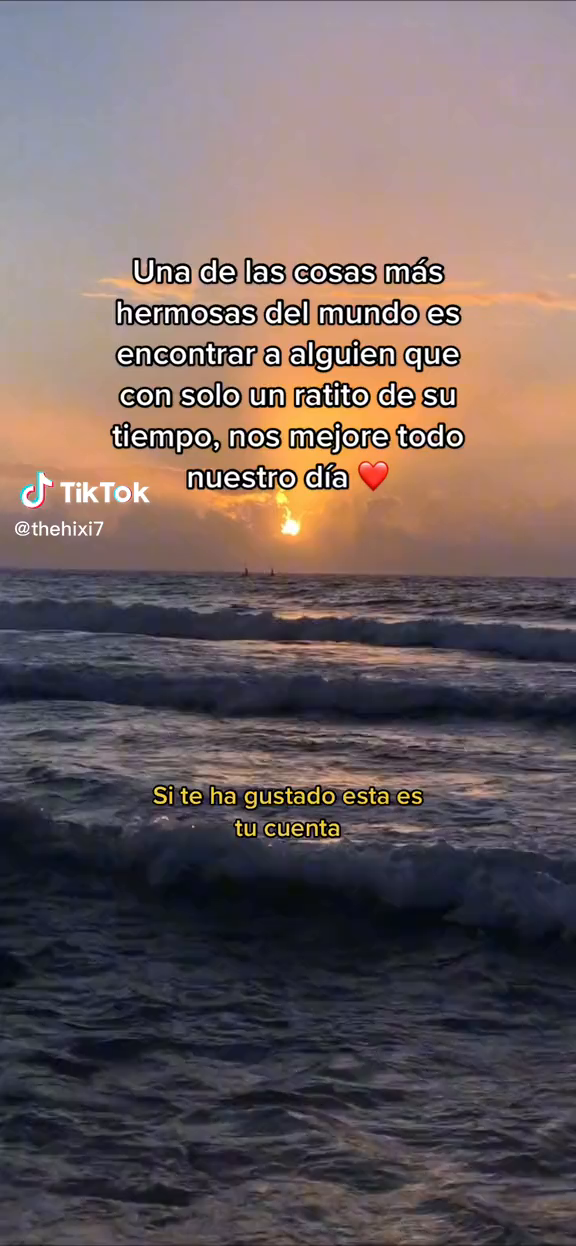 Una de las cosas más
hermosas del mundo es
encontrar a alguien que
con solo un ratito de su
tiempo, nos mejore todo
nuestro día ❤️
TikTok
@thehixi7
Si te ha gustado esta es
tu cuenta